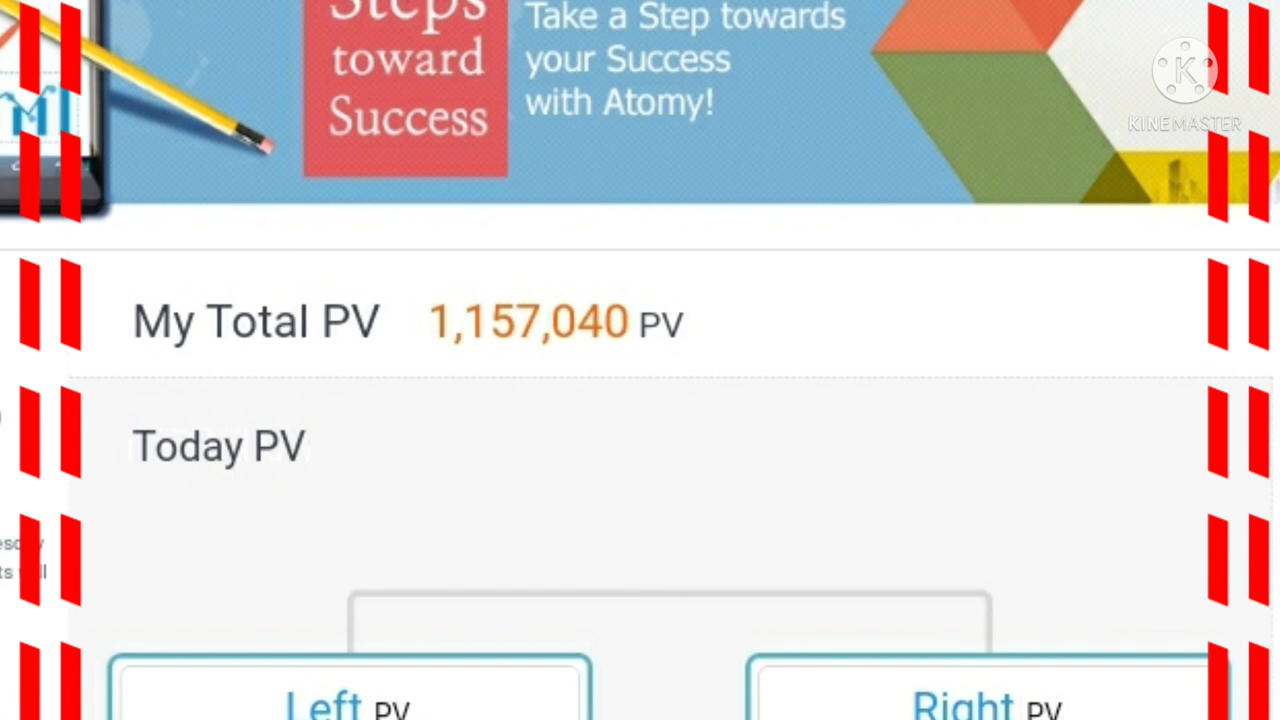 Steps
toward
Success
Take a Step towards
your Success
with Atomy!
KINEMASTER
My Total PV 1,157,040 PV
Today PV
Left PV
Right PV